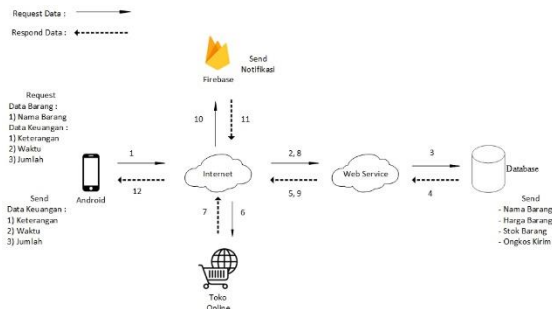 Request Data :
Respond Data :
Send
Notifikasi
Firebase
Request
Data Barang :
1) Nama Barang
Data Keuangan :
1) Keterangan
2) Waktu
3) Jumlah
10
11
1
2, 8
3
Internet
Web Service
Database
12
5, 9
4
Android
Send
Data Keuangan :
1) Keterangan
2) Waktu
3) Jumlah
7
6
Send
- Nama Barang
- Harga Barang
- Stok Barang
- Ongkos Kirim
Toko
Online